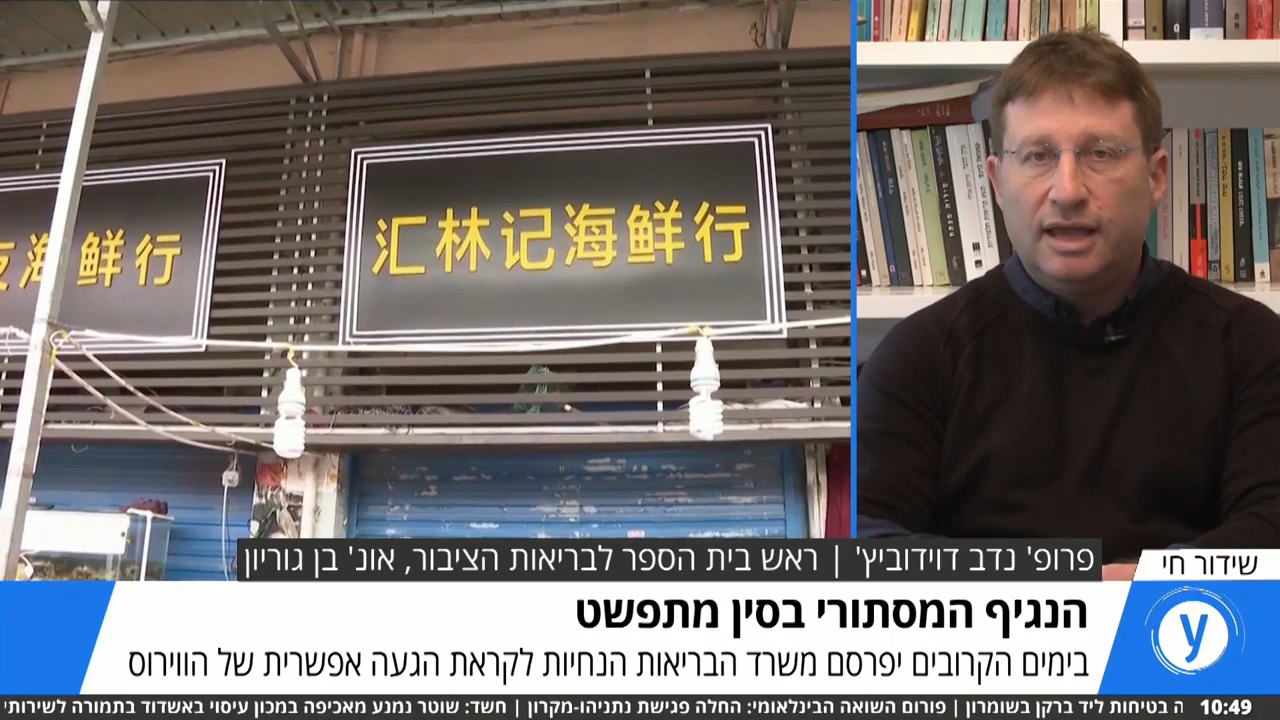 汇林记海鲜行
海鲜行
פרופ' נדב דוידוביץ' | ראש בית הספר לבריאות הציבור, אונ' בן גוריון
שידור חי
הנגיף המסתורי בסין מתפשט
בימים הקרובים יפרסם משרד הבריאות הנחיות לקראת הגעה אפשרית של הווירוס
y
10:49
ה בטיחות ליד ברקן בשומרון | פורום השואה הבינלאומי: החלה פגישת נתניהו-מקרון | חשד: שוטר נמנע מאכיפה במכון עיסוי באשדוד בתמורה לשירותי